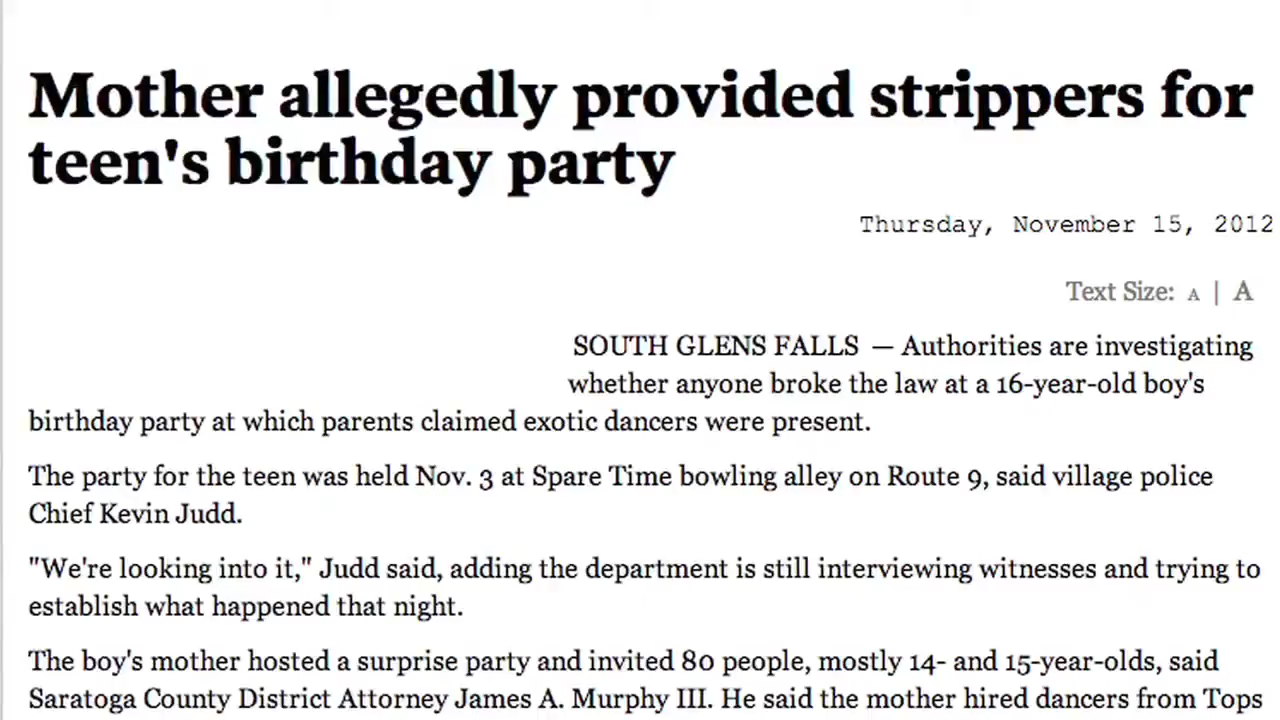 Mother allegedly provided strippers for
teen's birthday party
Thursday, November 15, 2012
Text Size: A | A
SOUTH GLENS FALLS — Authorities are investigating
whether anyone broke the law at a 16-year-old boy's
birthday party at which parents claimed exotic dancers were present.
The party for the teen was held Nov. 3 at Spare Time bowling alley on Route 9, said village police
Chief Kevin Judd.
"We're looking into it," Judd said, adding the department is still interviewing witnesses and trying to
establish what happened that night.
The boy's mother hosted a surprise party and invited 80 people, mostly 14- and 15-year-olds, said
Saratoga County District Attorney James A. Murphy III. He said the mother hired dancers from Tops